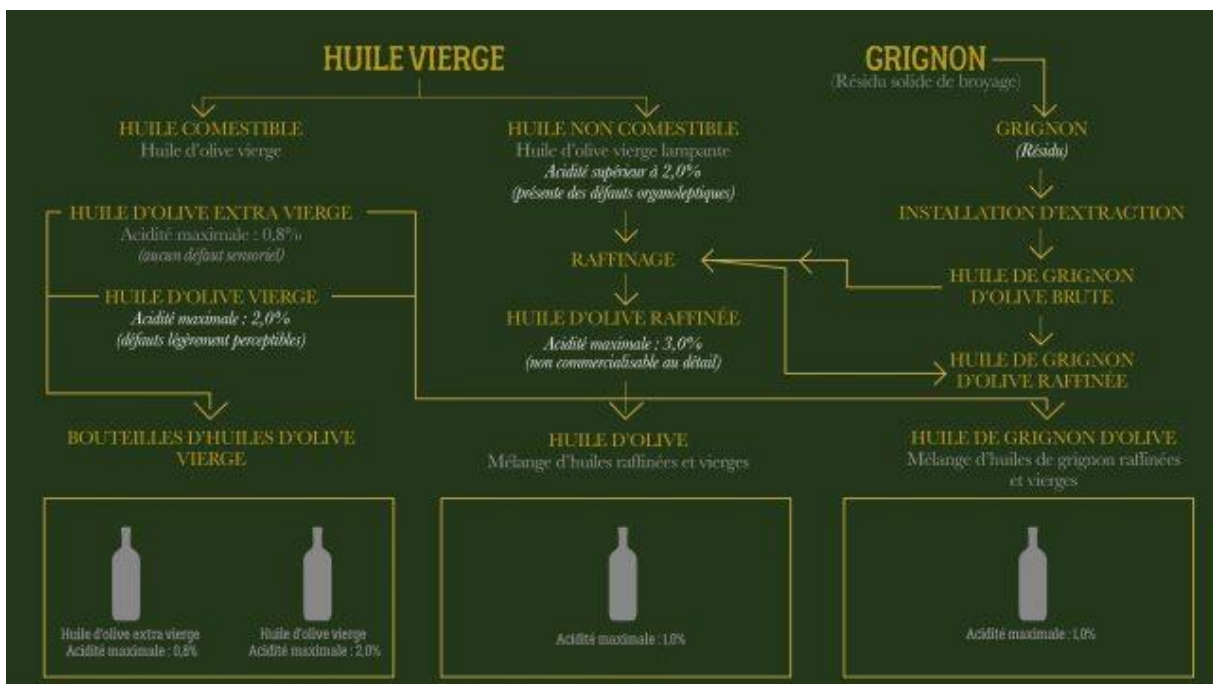 HUILE VIERGE
HUILE COMESTIBLE
Huile d'olive vierge
HUILE NON COMESTIBLE
Huile d'olive vierge lampante
Acidité supérieur à 2,0%
(présente des défauts organoleptiques)
HUILE D'OLIVE EXTRA VIERGE
Acidité maximale : 0,8%
(aucun défaut sensoriel)
HUILE D'OLIVE VIERGE
Acidité maximale : 2,0%
(défauts légèrement perceptibles)
RAFFINAGE
HUILE D'OLIVE RAFFINÉE
Acidité maximale : 3,0%
(non commercialisable au détail)
GRIGNON
(Résidu solide de broyage)
GRIGNON
(Résidu)
INSTALLATION D'EXTRACTION
HUILE DE GRIGNON
D'OLIVE BRUTE
HUILE DE GRIGNON
D'OLIVE RAFFINÉE
BOUTEILLES D'HUILES D'OLIVE
VIERGE
HUILE D'OLIVE
Mélange d'huiles raffinées et vierges
HUILE DE GRIGNON D'OLIVE
Mélange d'huiles de grignon raffinées
et vierges
Huile d'olive extra vierge
Acidité maximale : 0,8%
Huile d'olive vierge
Acidité maximale : 2,0%
Acidité maximale : 1,0%
Acidité maximale : 1,0%